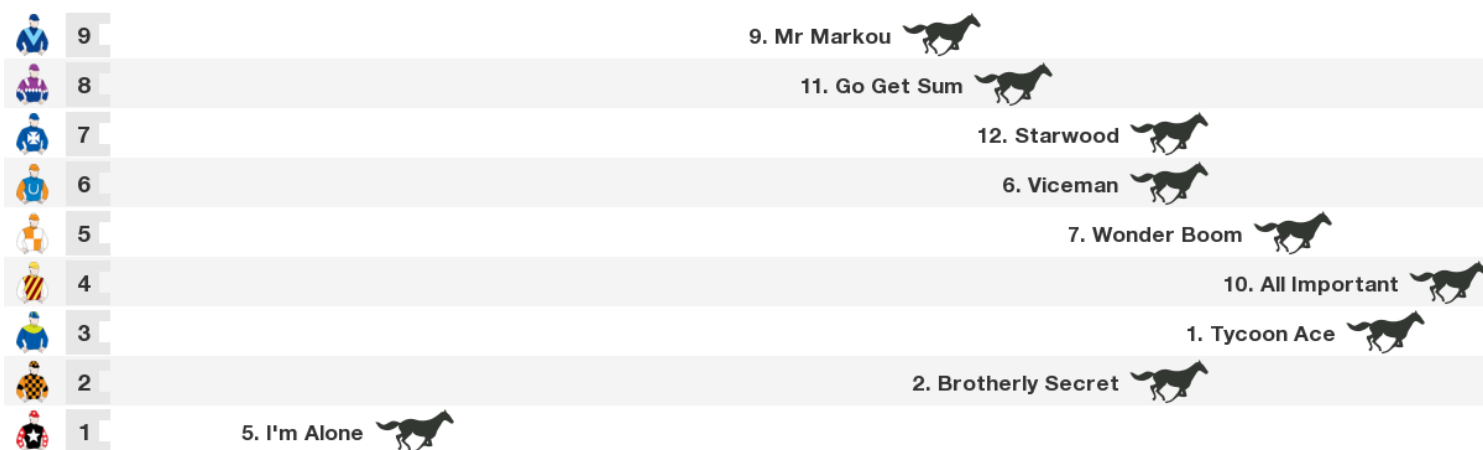 9 9. Mr Markou
8 11. Go Get Sum
7 12. Starwood
6 6. Viceman
5 7. Wonder Boom
4 10. All Important
3 1. Tycoon Ace
2 2. Brotherly Secret
1 5. I'm Alone